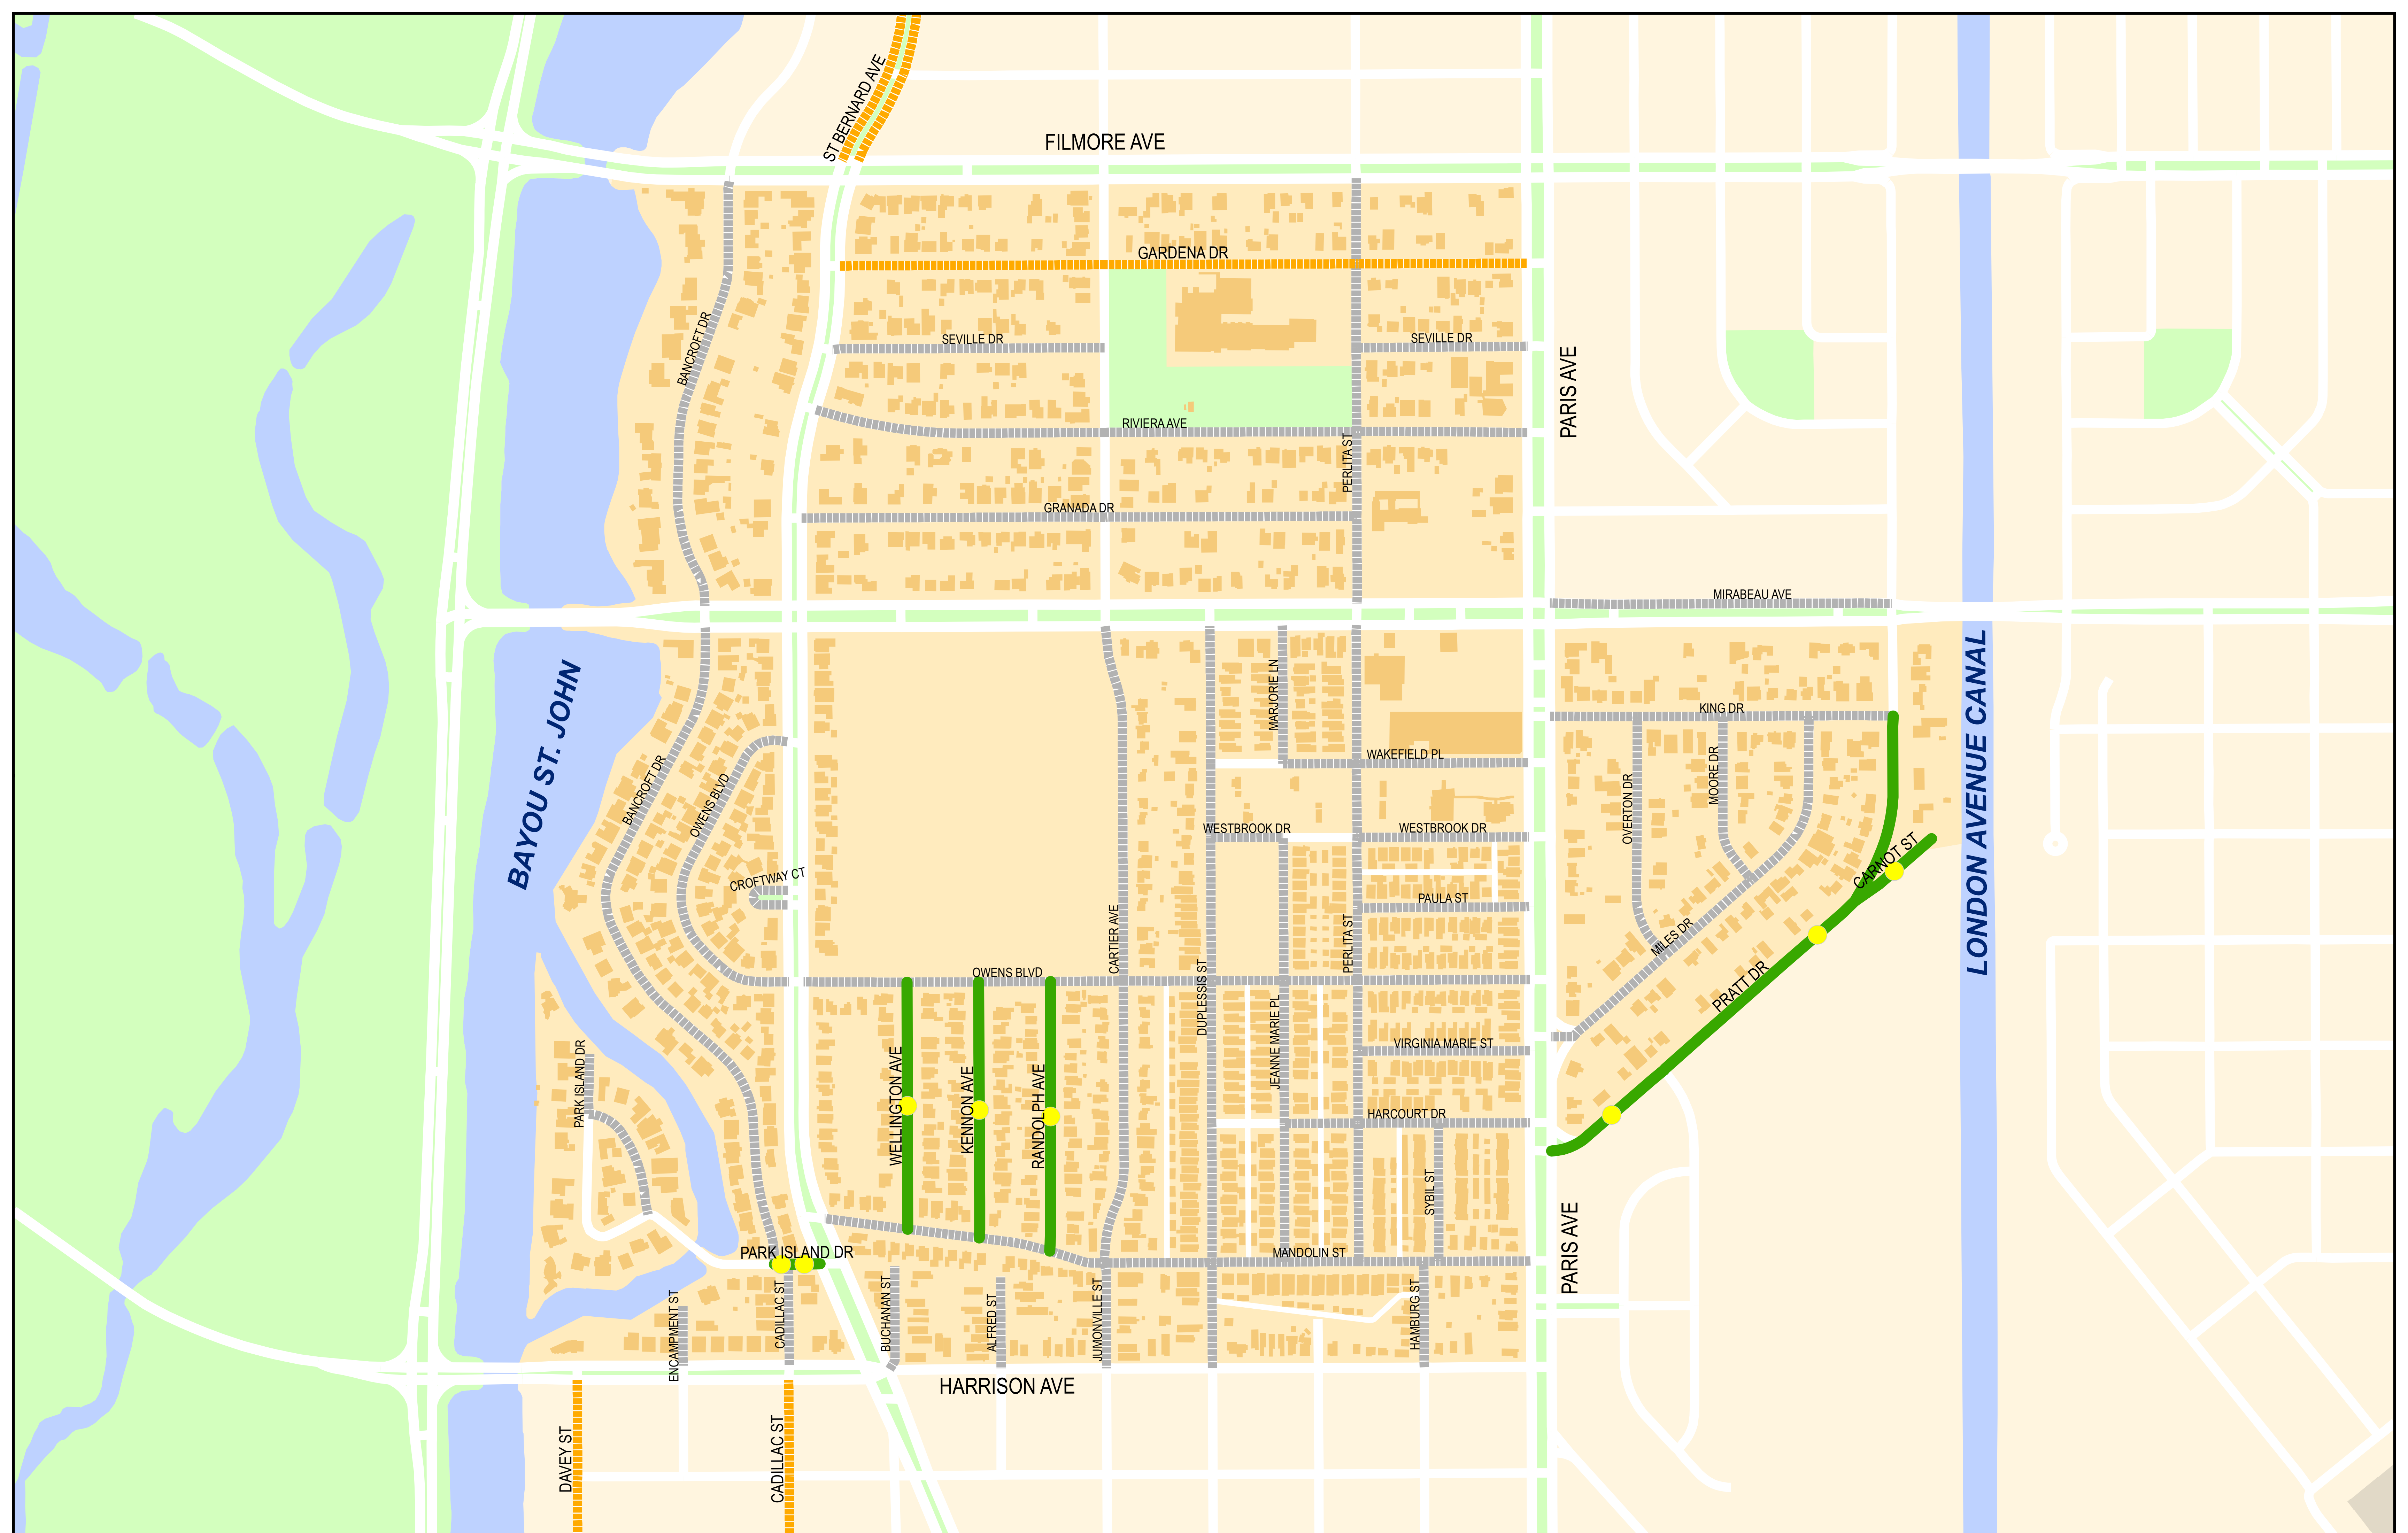 ST BERNARD AVE
FILMORE AVE
GARDENA DR
BANCROFT DR
SEVILLE DR
SEVILLE DR
PARIS AVE
RIVIERA AVE
PERLITA ST
GRANADA DR
MIRABEAU AVE
BAYOU ST. JOHN
LONDON AVENUE CANAL
MARJORIE LN
KING DR
WAKEFIELD PL
BANCROFT DR
OWENS BLVD
OVERTON DR
MOORE DR
WESTBROOK DR
WESTBROOK DR
CARNOT ST
CROFTWAY CT
PAULA ST
CARTIER AVE
PERLITA ST
MILES DR
OWENS BLVD
DUPLESSIS ST
PRATT DR
JEANNE MARIE PL
VIRGINIA MARIE ST
PARK ISLAND DR
WELLINGTON AVE
KENNON AVE
RANDOLPH AVE
HARCOURT DR
SYBIL ST
PARIS AVE
PARK ISLAND DR
MANDOLIN ST
ENCAMPMENT ST
CADILLAC ST
BUCHANAN ST
ALFRED ST
JUMONVILLE ST
HAMBURG ST
HARRISON AVE
DAVEY ST
CADILLAC ST